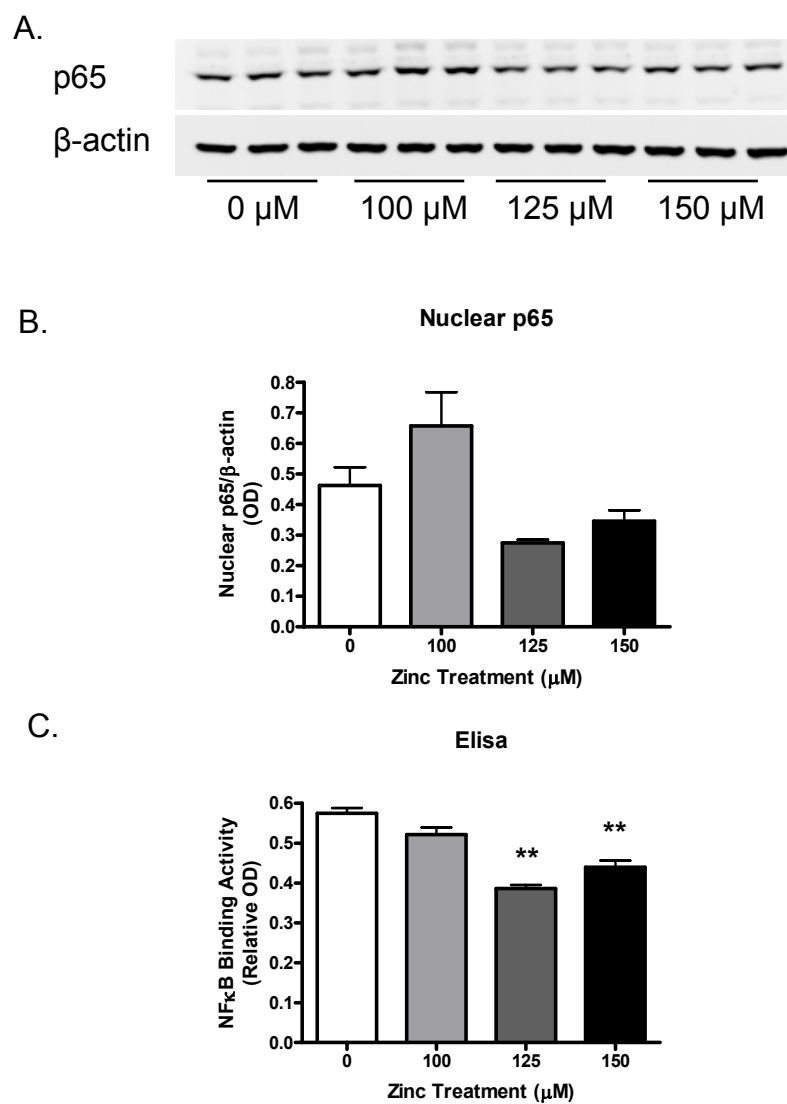 A.
p65
β-actin
0 µM 100 µM 125 µM 150 µM
B.
Nuclear p65
Nuclear p65/β-actin
(OD)
0.8
0.7
0.6
0.5
0.4
0.3
0.2
0.1
0.0
0 100 125 150
Zinc Treatment (µM)
C.
Elisa
NFκB Binding Activity
(Relative OD)
0.6
0.5
0.4
0.3
0.2
0.1
0.0
** **
0 100 125 150
Zinc Treatment (µM)